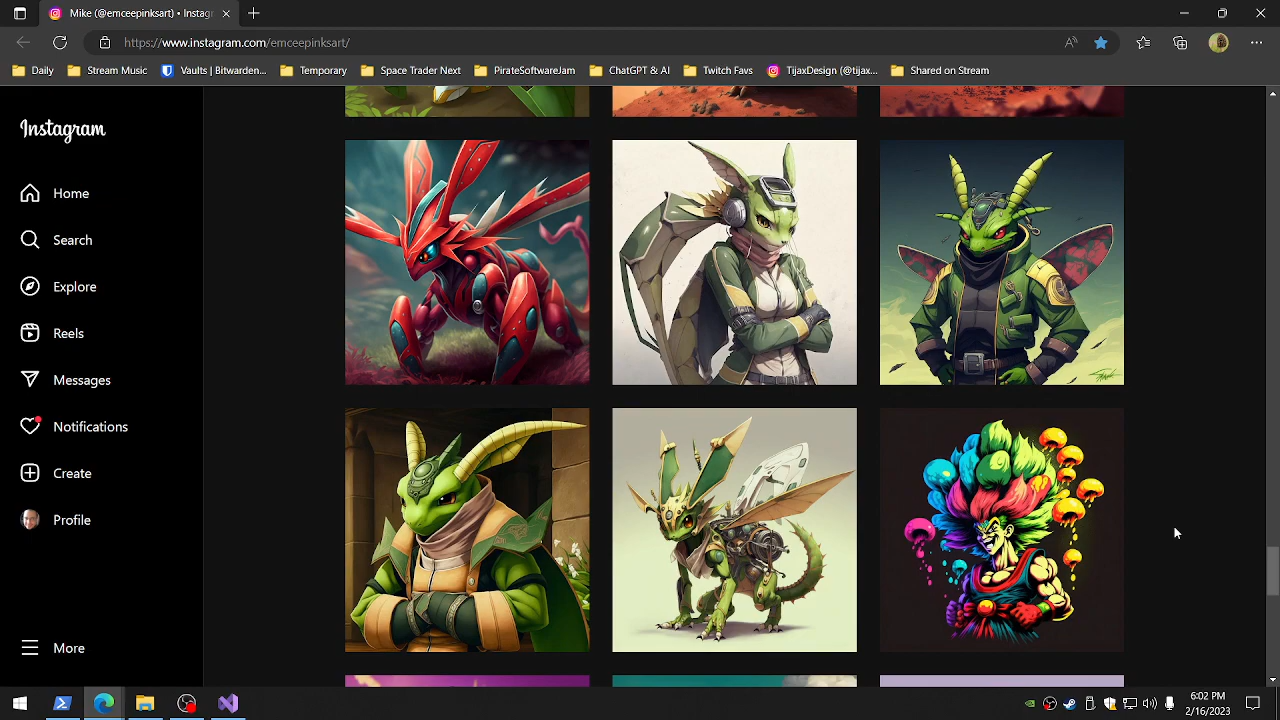 Mike (@emceepinksart) • Instagr
https://www.instagram.com/emceepinksart/
Daily
Stream Music
Vaults | Bitwarden...
Temporary
Space Trader Next
PirateSoftwareJam
ChatGPT & AI
Twitch Favs
TijaxDesign (@tijax...
Shared on Stream
Instagram
Home
Search
Explore
Reels
Messages
Notifications
Create
Profile
More
6:02 PM
2/16/2023